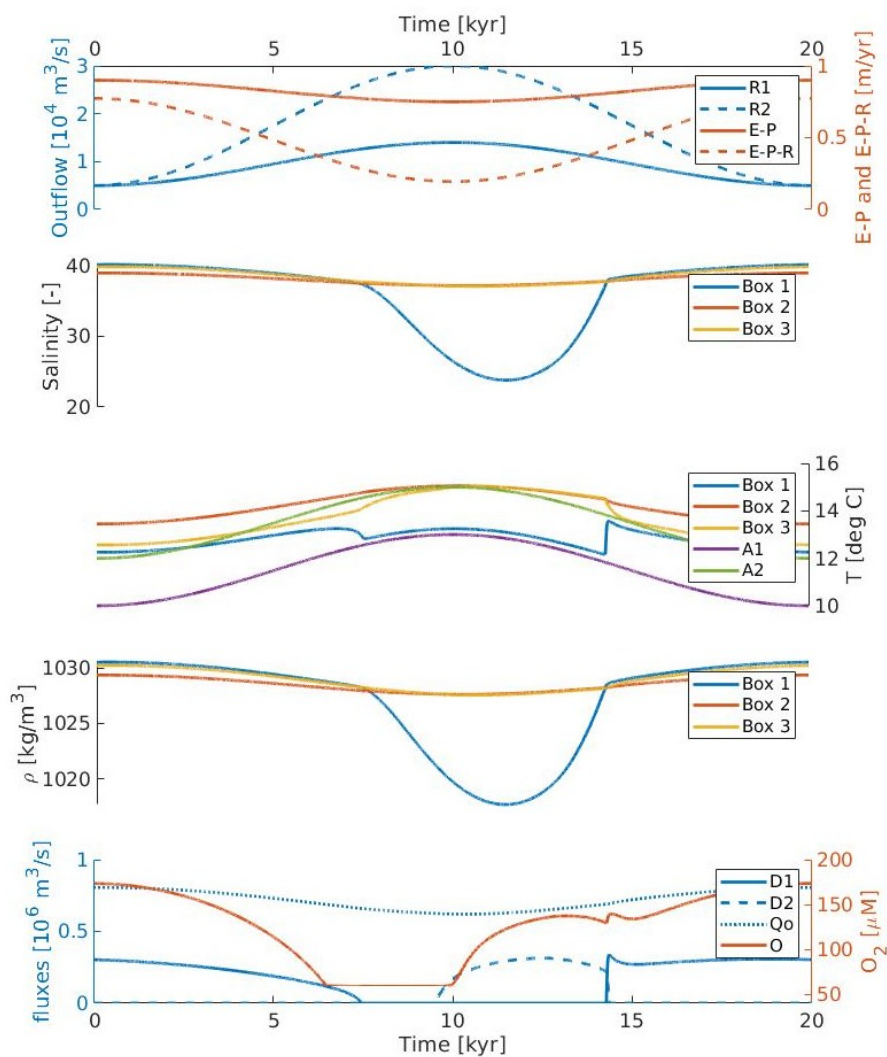 Time [kyr]
0 5 10 15 20
Outflow [10⁴ m³/s]
3
2
1
0
R1
R2
E-P
E-P-R
1
0.5
0
E-P and E-P-R [m/yr]
Salinity [-]
40
30
20
Box 1
Box 2
Box 3
Box 1
Box 2
Box 3
A1
A2
16
14
12
10
T [deg C]
ρ [kg/m³]
1030
1025
1020
Box 1
Box 2
Box 3
fluxes [10⁶ m³/s]
1
0.5
0
D1
D2
Qo
O
200
150
100
50
O₂ [μM]
0 5 10 15 20
Time [kyr]